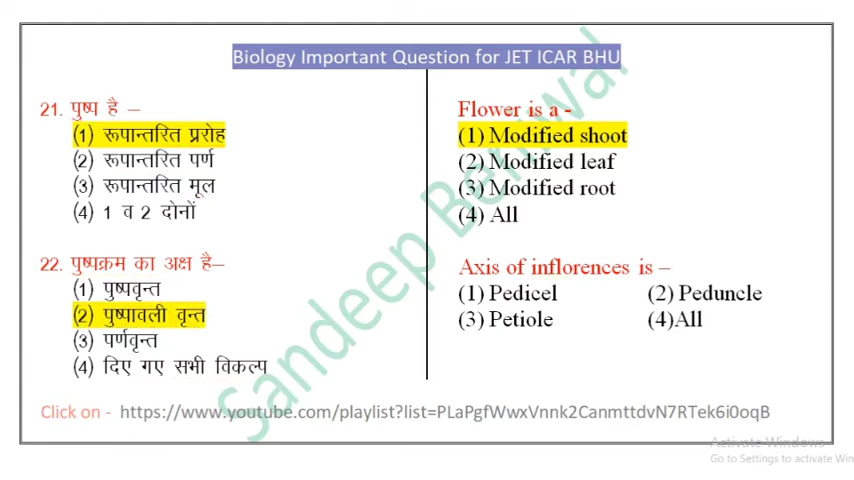 Biology Important Question for JET ICAR BHU
21. पुष्प है –
(1) रूपान्तरित प्ररोह
(2) रूपान्तरित पर्ण
(3) रूपान्तरित मूल
(4) 1 व 2 दोनों
22. पुष्पक्रम का अक्ष है–
(1) पुष्पवृन्त
(2) पुष्पावली वृन्त
(3) पर्णवृन्त
(4) दिए गए सभी विकल्प
Flower is a -
(1) Modified shoot
(2) Modified leaf
(3) Modified root
(4) All
Axis of inflorences is –
(1) Pedicel (2) Peduncle
(3) Petiole (4)All
Sandeep Beniwal
Click on - https://www.youtube.com/playlist?list=PLaPgfWwxVnnk2CanmttdvN7RTek6i0oqB
Activate Windows
Go to Settings to activate Win